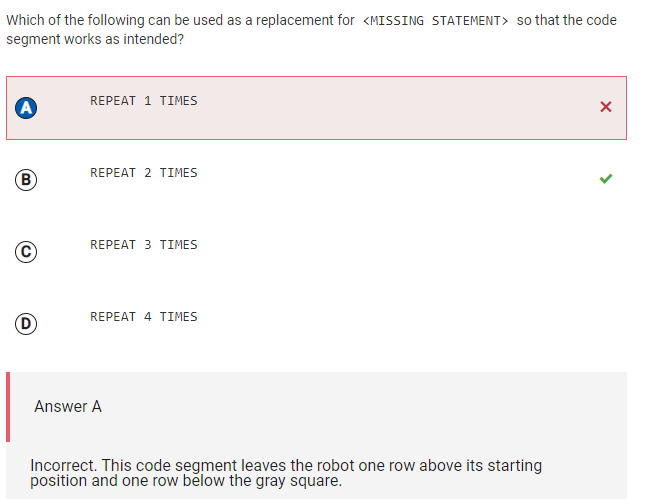 Which of the following can be used as a replacement for <MISSING STATEMENT> so that the code
segment works as intended?
A REPEAT 1 TIMES
B REPEAT 2 TIMES
C REPEAT 3 TIMES
D REPEAT 4 TIMES
Answer A
Incorrect. This code segment leaves the robot one row above its starting
position and one row below the gray square.